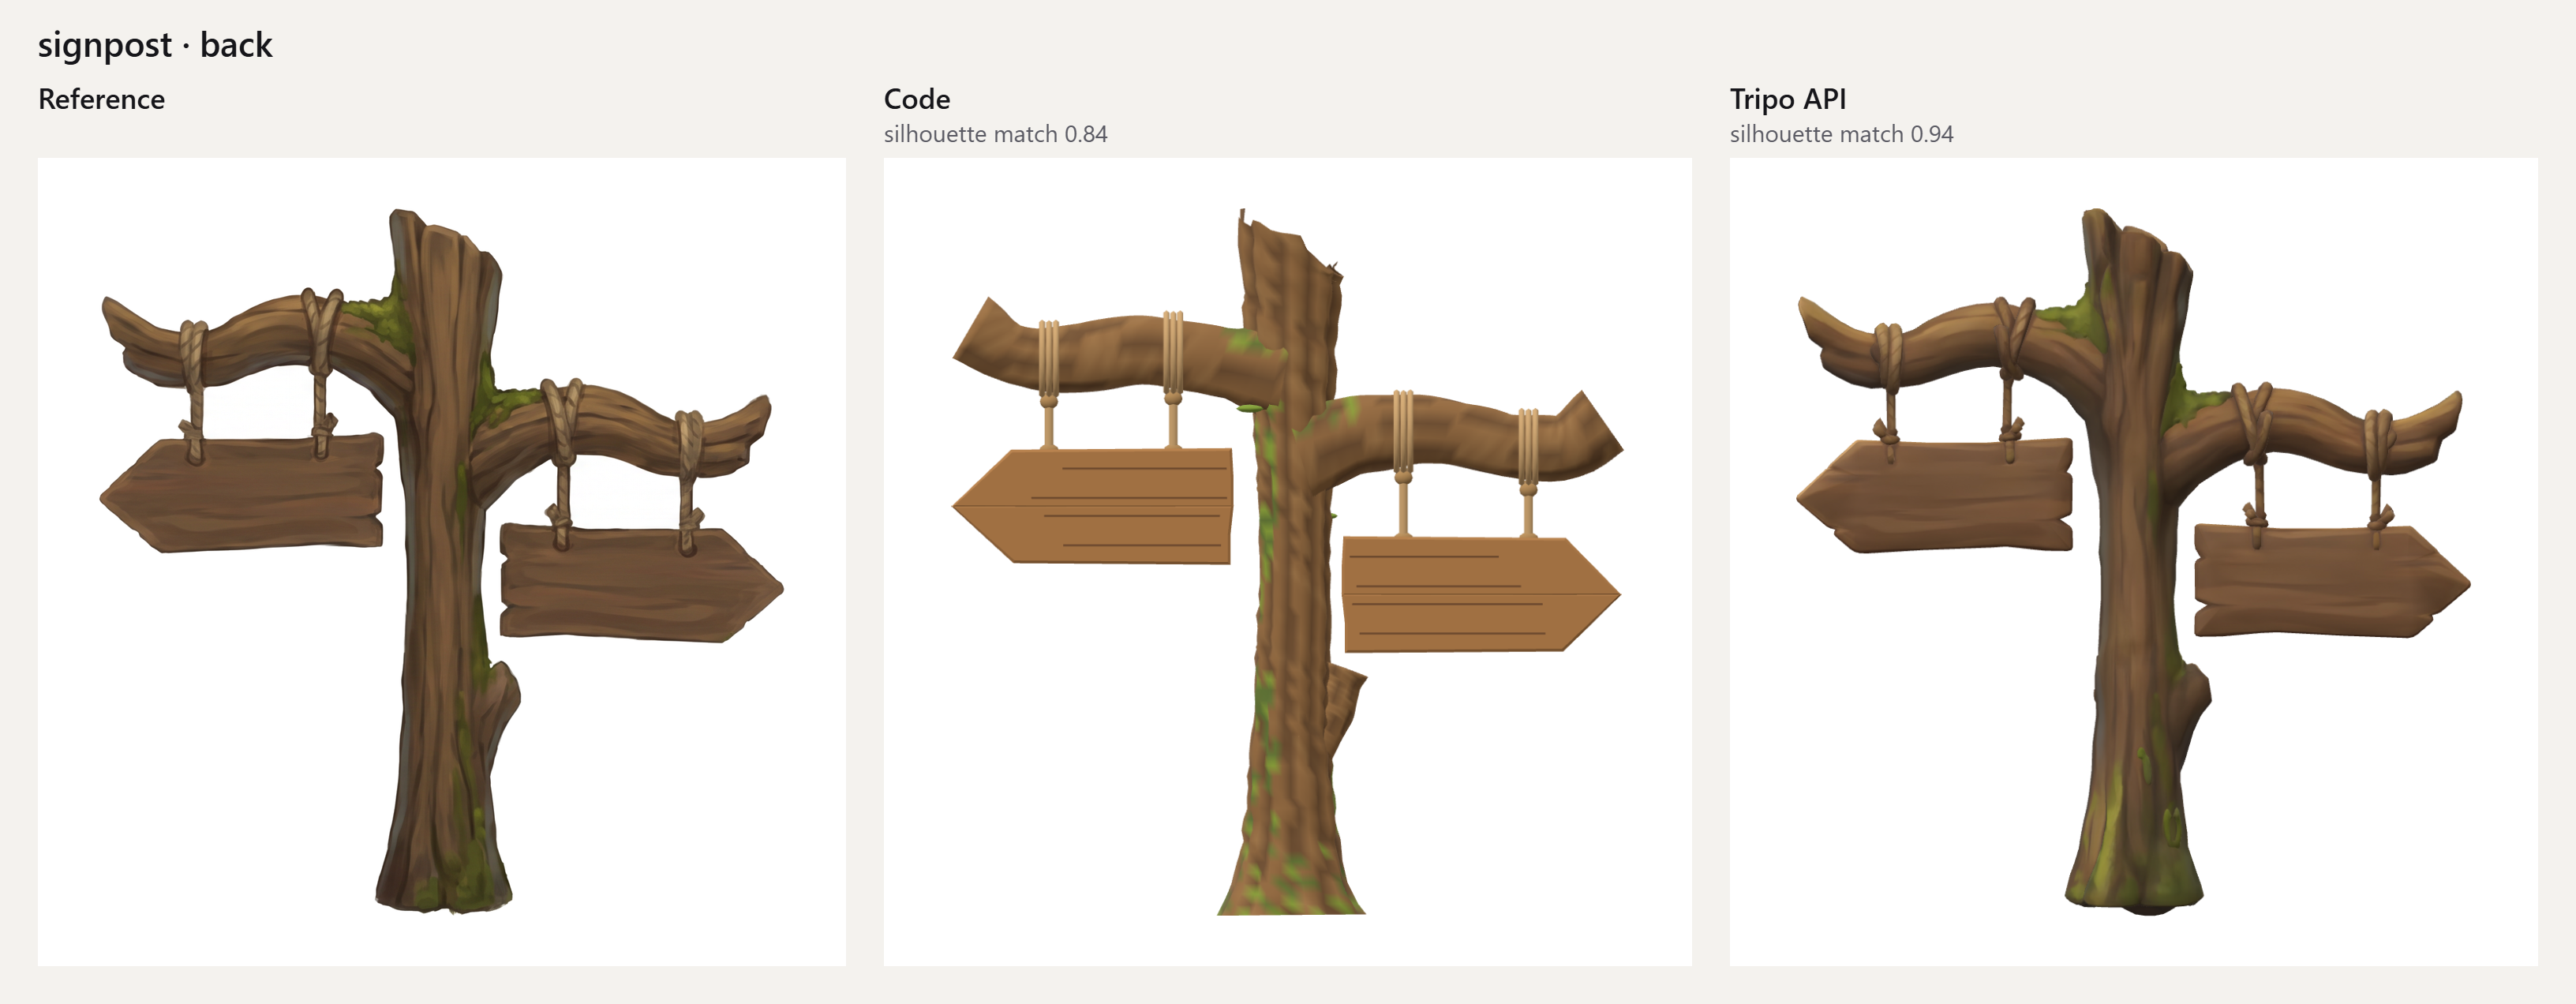 signpost · back
Reference
Code
silhouette match 0.84
Tripo API
silhouette match 0.94